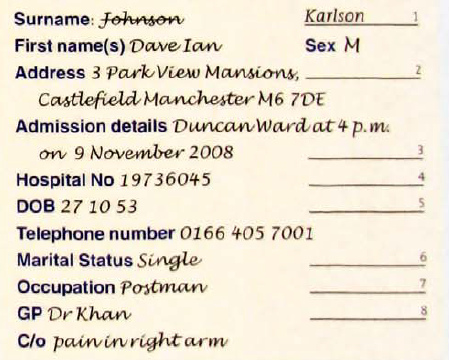 Surname: Johnson Karlson 1
First name(s) Dave Ian Sex M
Address 3 Park View Mansions, 2
Castlefield Manchester M6 7DE
Admission details Duncan Ward at 4 p.m.
on 9 November 2008 3
Hospital No 19736045 4
DOB 27 10 53 5
Telephone number 0166 405 7001
Marital Status Single 6
Occupation Postman 7
GP Dr Khan 8
C/o pain in right arm